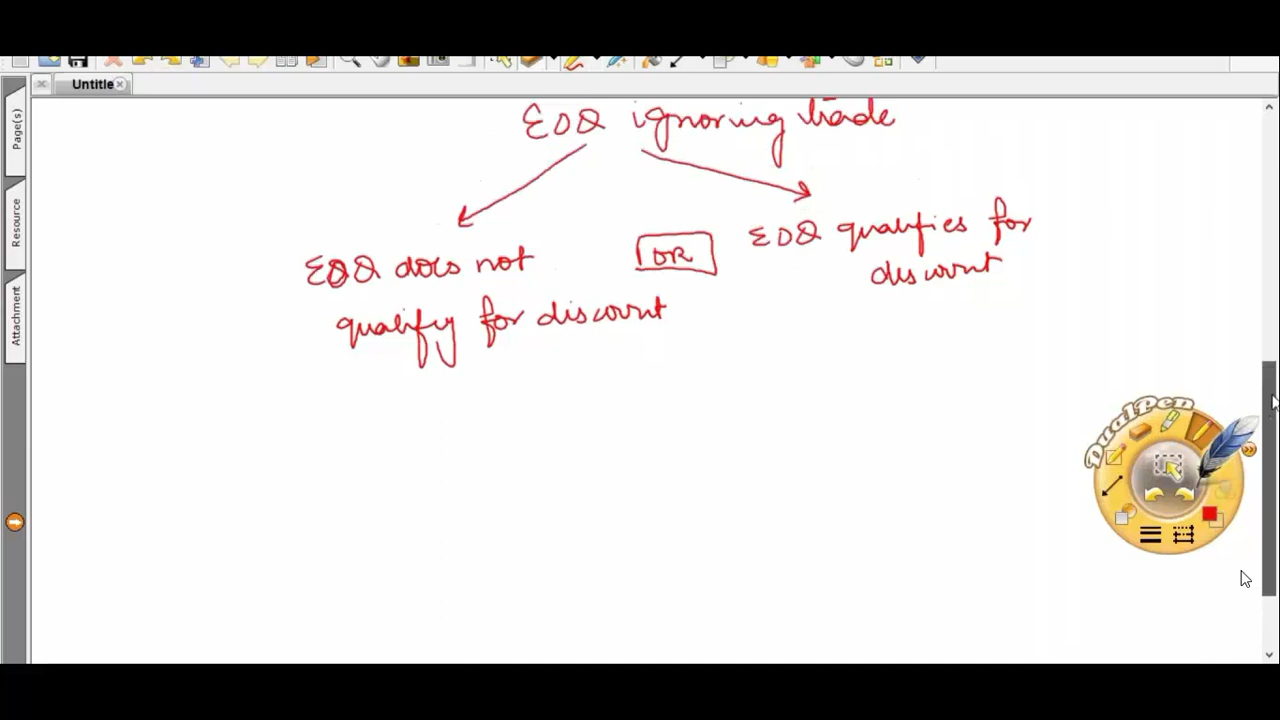 Untitle
Page(s)
Resource
Attachment
EOQ ignoring trade
EOQ does not
qualify for discount
OR
EOQ qualifies for
discount
DualPen